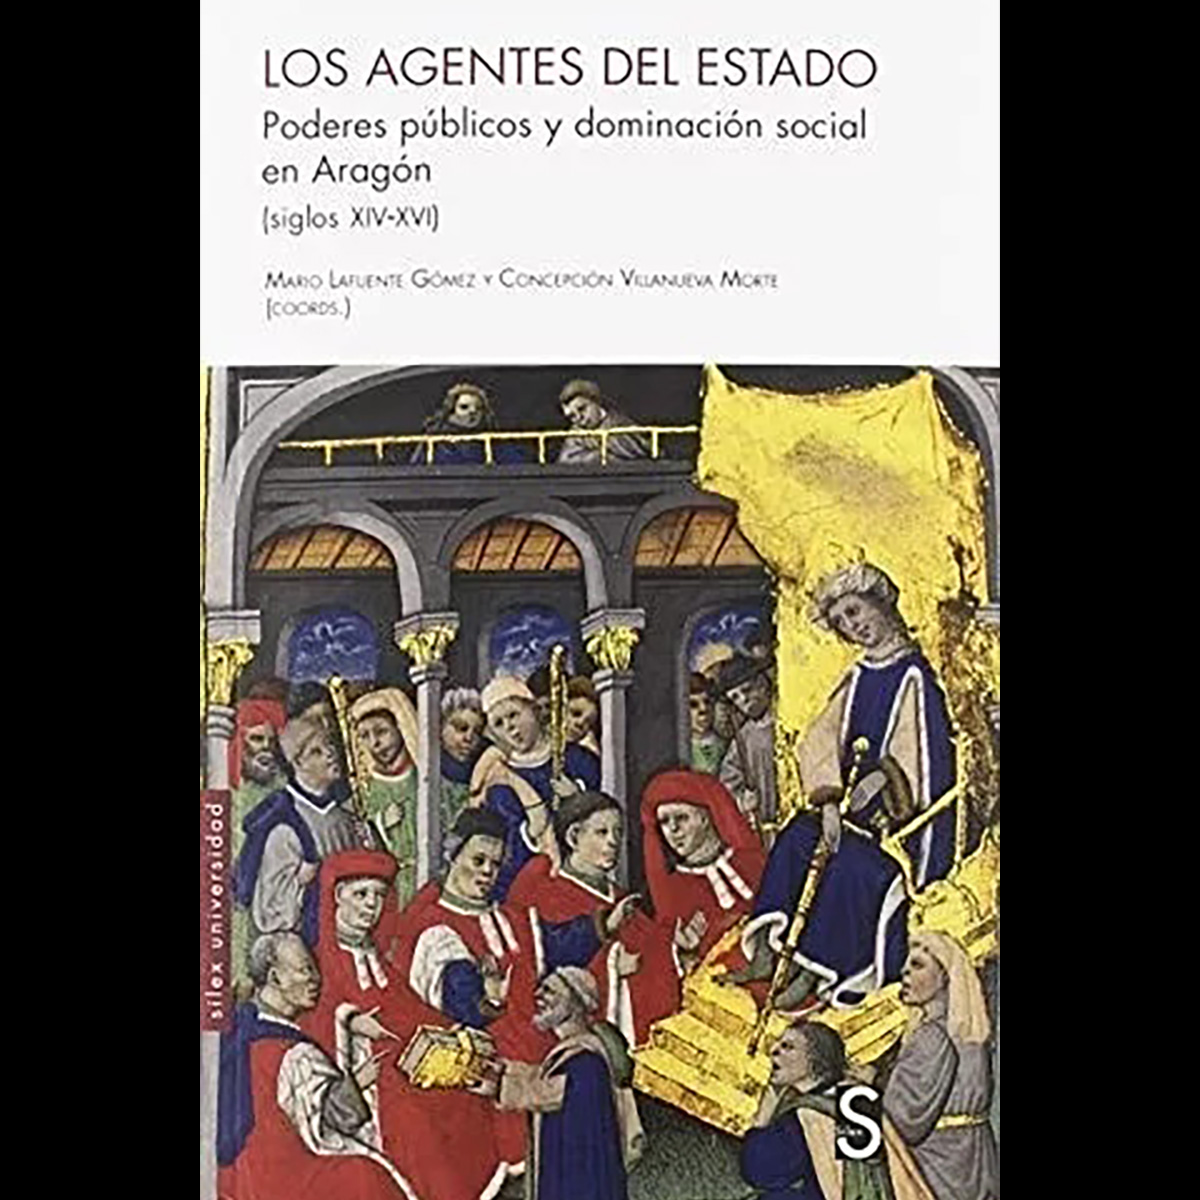 LOS AGENTES DEL ESTADO
Poderes públicos y dominación social
en Aragón
(siglos XIV-XVI)
MARIO LAFUENTE GÓMEZ Y CONCEPCIÓN VILLANUEVA MORTE
(COORDS.)
sílex universidad
S